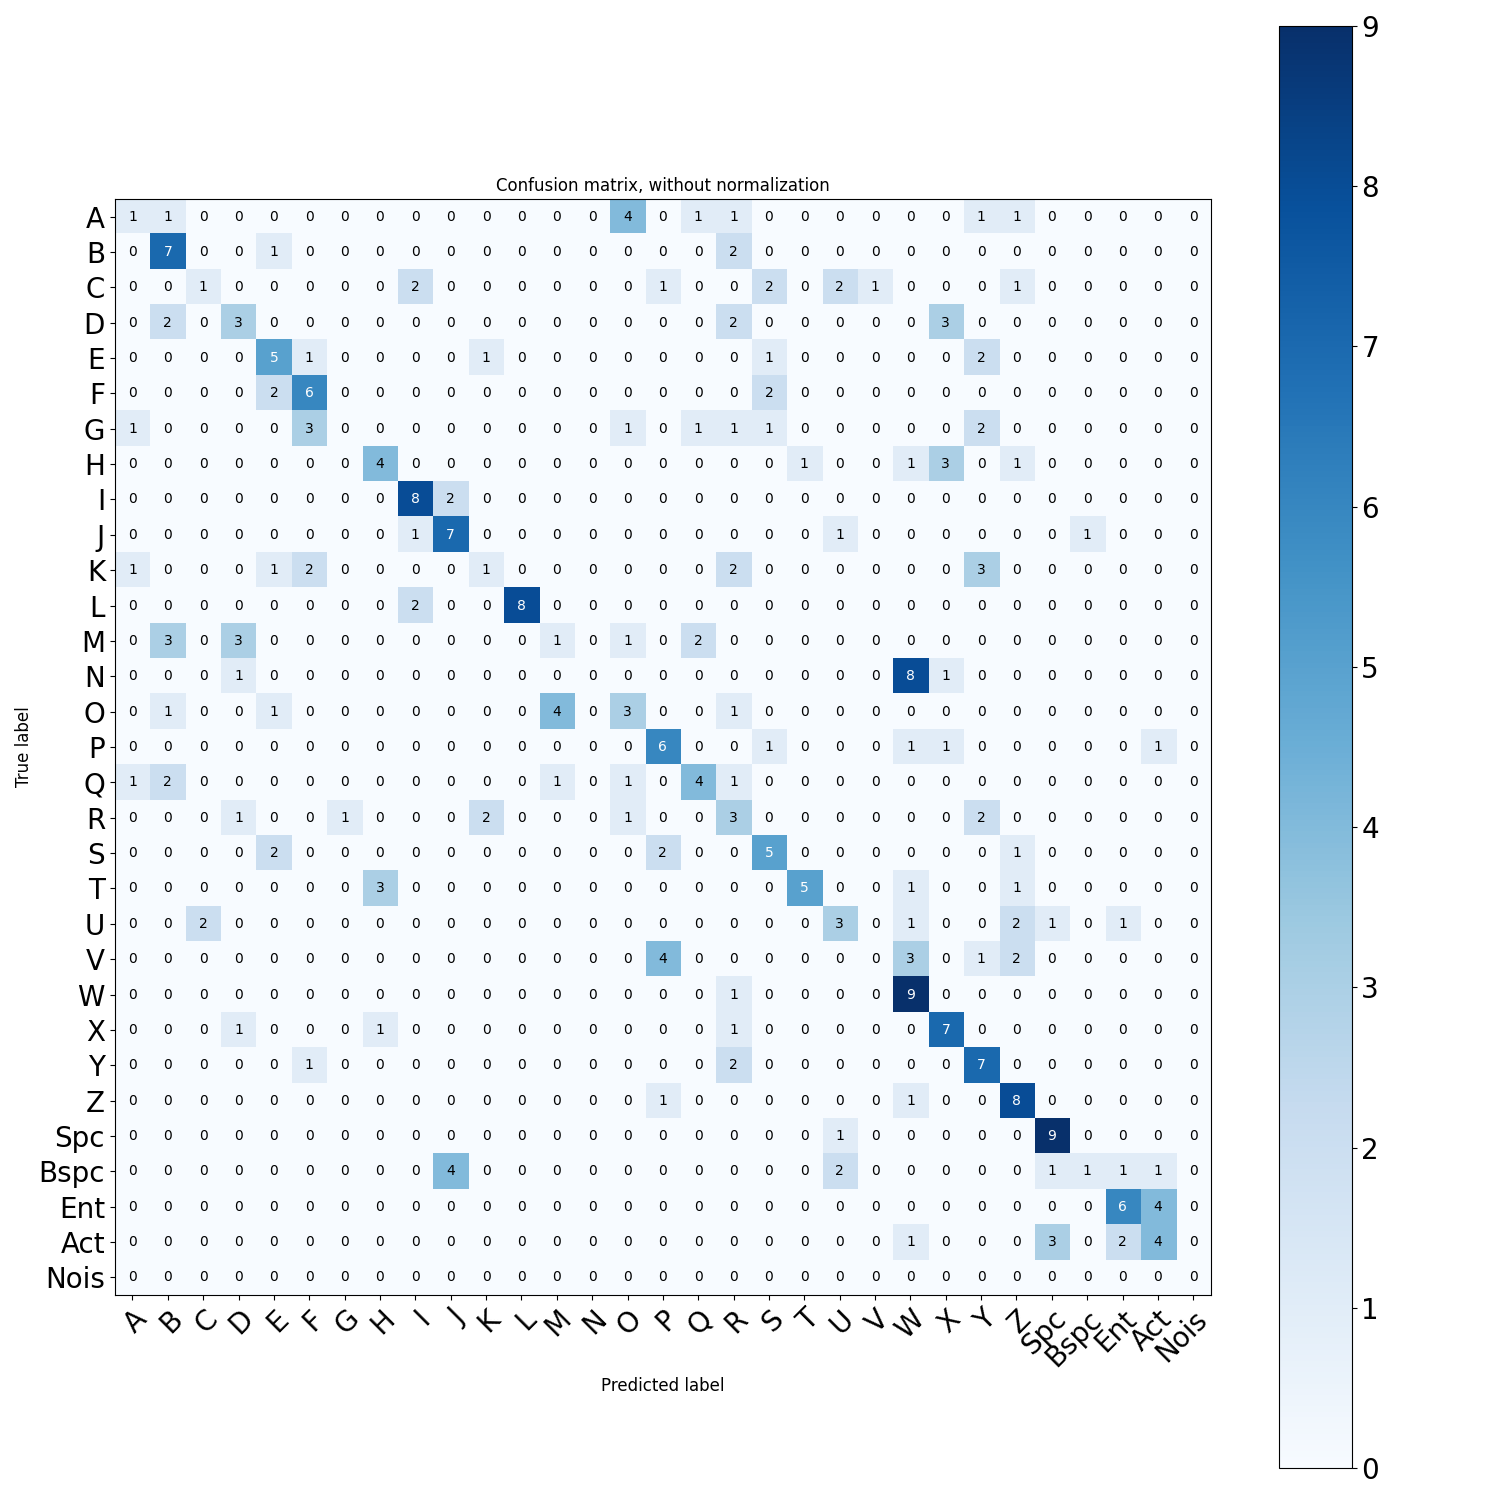 Confusion matrix, without normalization
A 1 1 0 0 0 0 0 0 0 0 0 0 0 0 4 0 1 1 0 0 0 0 0 0 1 1 0 0 0 0 0
B 0 7 0 0 1 0 0 0 0 0 0 0 0 0 0 0 0 2 0 0 0 0 0 0 0 0 0 0 0 0 0
C 0 0 1 0 0 0 0 0 2 0 0 0 0 0 0 1 0 0 2 0 2 1 0 0 0 1 0 0 0 0 0
D 0 2 0 3 0 0 0 0 0 0 0 0 0 0 0 0 0 2 0 0 0 0 0 3 0 0 0 0 0 0 0
E 0 0 0 0 5 1 0 0 0 0 1 0 0 0 0 0 0 0 1 0 0 0 0 0 2 0 0 0 0 0 0
F 0 0 0 0 2 6 0 0 0 0 0 0 0 0 0 0 0 0 2 0 0 0 0 0 0 0 0 0 0 0 0
G 1 0 0 0 0 3 0 0 0 0 0 0 0 0 1 0 1 1 1 0 0 0 0 0 2 0 0 0 0 0 0
H 0 0 0 0 0 0 0 4 0 0 0 0 0 0 0 0 0 0 0 1 0 0 1 3 0 1 0 0 0 0 0
I 0 0 0 0 0 0 0 0 8 2 0 0 0 0 0 0 0 0 0 0 0 0 0 0 0 0 0 0 0 0 0
J 0 0 0 0 0 0 0 0 1 7 0 0 0 0 0 0 0 0 0 0 1 0 0 0 0 0 0 1 0 0 0
K 1 0 0 0 1 2 0 0 0 0 1 0 0 0 0 0 0 2 0 0 0 0 0 0 3 0 0 0 0 0 0
L 0 0 0 0 0 0 0 0 2 0 0 8 0 0 0 0 0 0 0 0 0 0 0 0 0 0 0 0 0 0 0
M 0 3 0 3 0 0 0 0 0 0 0 0 1 0 1 0 2 0 0 0 0 0 0 0 0 0 0 0 0 0 0
N 0 0 0 1 0 0 0 0 0 0 0 0 0 0 0 0 0 0 0 0 0 0 8 1 0 0 0 0 0 0 0
O 0 1 0 0 1 0 0 0 0 0 0 0 4 0 3 0 0 1 0 0 0 0 0 0 0 0 0 0 0 0 0
P 0 0 0 0 0 0 0 0 0 0 0 0 0 0 0 6 0 0 1 0 0 0 1 1 0 0 0 0 0 1 0
Q 1 2 0 0 0 0 0 0 0 0 0 0 1 0 1 0 4 1 0 0 0 0 0 0 0 0 0 0 0 0 0
R 0 0 0 1 0 0 1 0 0 0 2 0 0 0 1 0 0 3 0 0 0 0 0 0 2 0 0 0 0 0 0
S 0 0 0 0 2 0 0 0 0 0 0 0 0 0 0 2 0 0 5 0 0 0 0 0 0 1 0 0 0 0 0
T 0 0 0 0 0 0 0 3 0 0 0 0 0 0 0 0 0 0 0 5 0 0 1 0 0 1 0 0 0 0 0
U 0 0 2 0 0 0 0 0 0 0 0 0 0 0 0 0 0 0 0 0 3 0 1 0 0 2 1 0 1 0 0
V 0 0 0 0 0 0 0 0 0 0 0 0 0 0 0 4 0 0 0 0 0 0 3 0 1 2 0 0 0 0 0
W 0 0 0 0 0 0 0 0 0 0 0 0 0 0 0 0 0 1 0 0 0 0 9 0 0 0 0 0 0 0 0
X 0 0 0 1 0 0 0 1 0 0 0 0 0 0 0 0 0 1 0 0 0 0 0 7 0 0 0 0 0 0 0
Y 0 0 0 0 0 1 0 0 0 0 0 0 0 0 0 0 0 2 0 0 0 0 0 0 7 0 0 0 0 0 0
Z 0 0 0 0 0 0 0 0 0 0 0 0 0 0 0 1 0 0 0 0 0 0 1 0 0 8 0 0 0 0 0
Spc 0 0 0 0 0 0 0 0 0 0 0 0 0 0 0 0 0 0 0 0 1 0 0 0 0 0 9 0 0 0 0
Bspc 0 0 0 0 0 0 0 0 0 4 0 0 0 0 0 0 0 0 0 0 2 0 0 0 0 0 1 1 1 1 0
Ent 0 0 0 0 0 0 0 0 0 0 0 0 0 0 0 0 0 0 0 0 0 0 0 0 0 0 0 0 6 4 0
Act 0 0 0 0 0 0 0 0 0 0 0 0 0 0 0 0 0 0 0 0 0 0 1 0 0 0 3 0 2 4 0
Nois 0 0 0 0 0 0 0 0 0 0 0 0 0 0 0 0 0 0 0 0 0 0 0 0 0 0 0 0 0 0 0
A B C D E F G H I J K L M N O P Q R S T U V W X Y Z Spc Bspc Ent Act Nois
Predicted label
True label
9
8
7
6
5
4
3
2
1
0